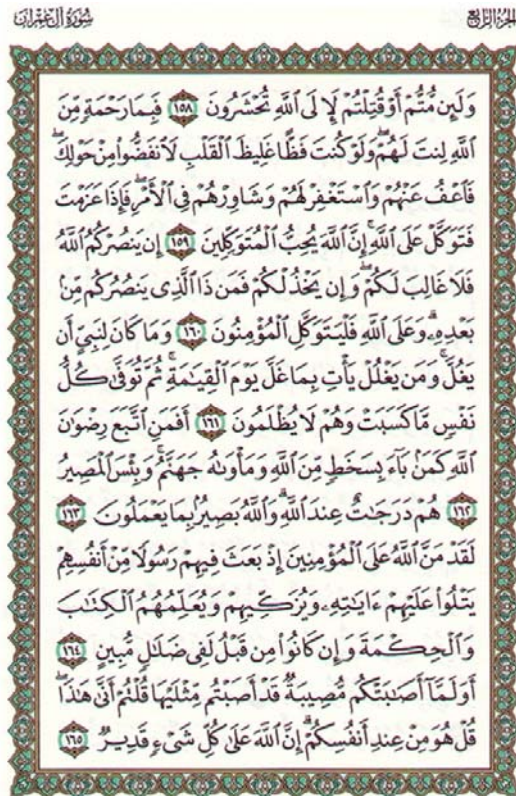 سُورَةُ آلِ عِمْرَانَ
الجُزْءُ الرَّابِعُ
وَلَئِن مُّتُّمْ أَوْ قُتِلْتُمْ لَإِلَى ٱللَّهِ تُحْشَرُونَ ١٥٨ فَبِمَا رَحْمَةٍ مِّنَ
ٱللَّهِ لِنتَ لَهُمْ ۖ وَلَوْ كُنتَ فَظًّا غَلِيظَ ٱلْقَلْبِ لَٱنفَضُّوا۟ مِنْ حَوْلِكَ ۖ
فَٱعْفُ عَنْهُمْ وَٱسْتَغْفِرْ لَهُمْ وَشَاوِرْهُمْ فِى ٱلْأَمْرِ ۖ فَإِذَا عَزَمْتَ
فَتَوَكَّلْ عَلَى ٱللَّهِ ۚ إِنَّ ٱللَّهَ يُحِبُّ ٱلْمُتَوَكِّلِينَ ١٥٩ إِن يَنصُرْكُمُ ٱللَّهُ
فَلَا غَالِبَ لَكُمْ ۖ وَإِن يَخْذُلْكُمْ فَمَن ذَا ٱلَّذِى يَنصُرُكُم مِّنۢ
بَعْدِهِۦ ۗ وَعَلَى ٱللَّهِ فَلْيَتَوَكَّلِ ٱلْمُؤْمِنُونَ ١٦٠ وَمَا كَانَ لِنَبِىٍّ أَن
يَغُلَّ ۚ وَمَن يَغْلُلْ يَأْتِ بِمَا غَلَّ يَوْمَ ٱلْقِيَٰمَةِ ۚ ثُمَّ تُوَفَّىٰ كُلُّ
نَفْسٍ مَّا كَسَبَتْ وَهُمْ لَا يُظْلَمُونَ ١٦١ أَفَمَنِ ٱتَّبَعَ رِضْوَٰنَ
ٱللَّهِ كَمَنۢ بَآءَ بِسَخَطٍ مِّنَ ٱللَّهِ وَمَأْوَىٰهُ جَهَنَّمُ ۚ وَبِئْسَ ٱلْمَصِيرُ
١٦٢ هُمْ دَرَجَٰتٌ عِندَ ٱللَّهِ ۗ وَٱللَّهُ بَصِيرٌۢ بِمَا يَعْمَلُونَ ١٦٣
لَقَدْ مَنَّ ٱللَّهُ عَلَى ٱلْمُؤْمِنِينَ إِذْ بَعَثَ فِيهِمْ رَسُولًا مِّنْ أَنفُسِهِمْ
يَتْلُوا۟ عَلَيْهِمْ ءَايَٰتِهِۦ وَيُزَكِّيهِمْ وَيُعَلِّمُهُمُ ٱلْكِتَٰبَ
وَٱلْحِكْمَةَ وَإِن كَانُوا۟ مِن قَبْلُ لَفِى ضَلَٰلٍ مُّبِينٍ ١٦٤
أَوَلَمَّآ أَصَٰبَتْكُم مُّصِيبَةٌ قَدْ أَصَبْتُم مِّثْلَيْهَا قُلْتُمْ أَنَّىٰ هَٰذَا ۖ
قُلْ هُوَ مِنْ عِندِ أَنفُسِكُمْ ۗ إِنَّ ٱللَّهَ عَلَىٰ كُلِّ شَىْءٍ قَدِيرٌ ١٦٥